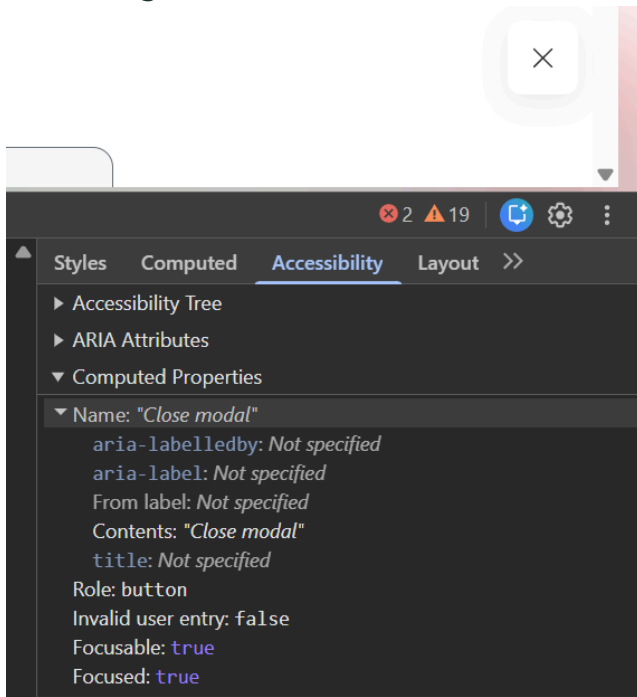 2 19
Styles Computed Accessibility Layout
Accessibility Tree
ARIA Attributes
Computed Properties
Name: "Close modal"
aria-labelledby: Not specified
aria-label: Not specified
From label: Not specified
Contents: "Close modal"
title: Not specified
Role: button
Invalid user entry: false
Focusable: true
Focused: true